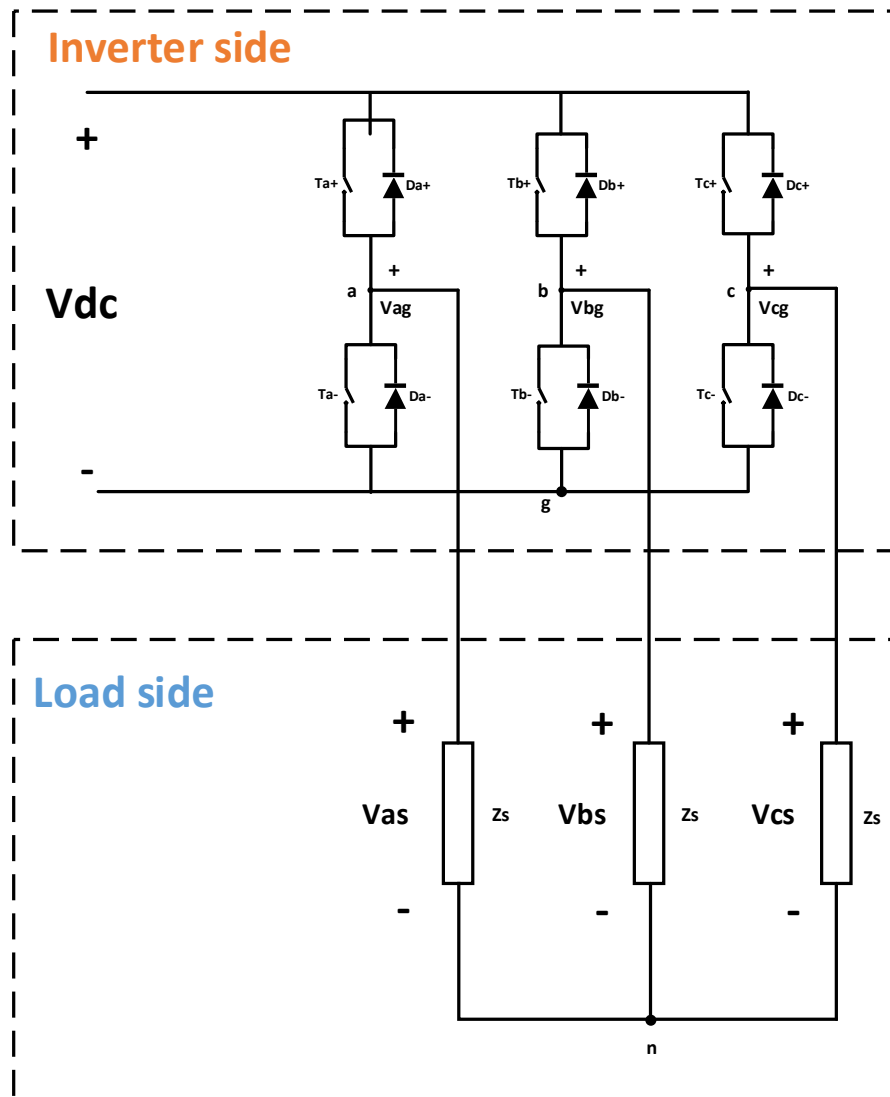 Inverter side
+
Ta+ Da+ Tb+ Db+ Tc+ Dc+
+ + +
a b c
Vdc Vag Vbg Vcg
Ta- Da- Tb- Db- Tc- Dc-
-
g
Load side
+ + +
Vas Zs Vbs Zs Vcs Zs
- - -
n